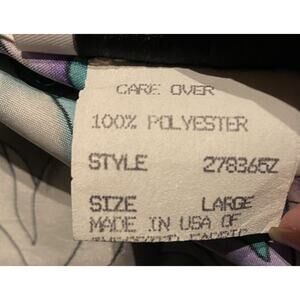 CARE OVER
100% POLYESTER
STYLE 278365Z
SIZE LARGE
MADE IN USA OF